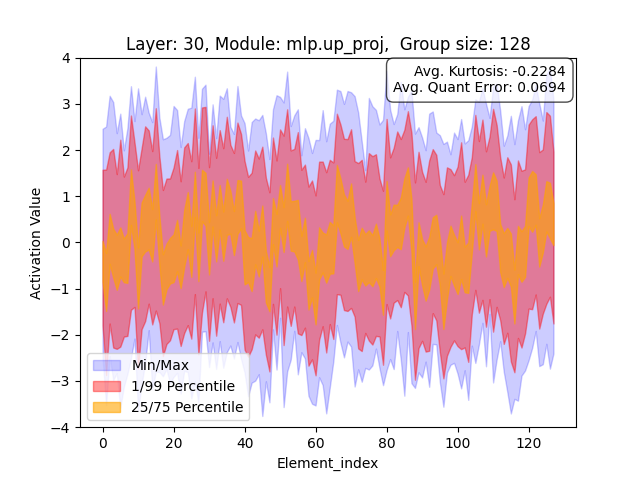 Layer: 30, Module: mlp.up_proj,  Group size: 128
Avg. Kurtosis: -0.2284
Avg. Quant Error: 0.0694
Activation Value
4
3
2
1
0
−1
−2
−3
−4
Min/Max
1/99 Percentile
25/75 Percentile
0
20
40
60
80
100
120
Element_index